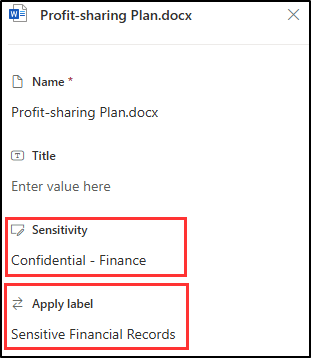 Profit-sharing Plan.docx
Name *
Profit-sharing Plan.docx
Title
Enter value here
Sensitivity
Confidential - Finance
Apply label
Sensitive Financial Records